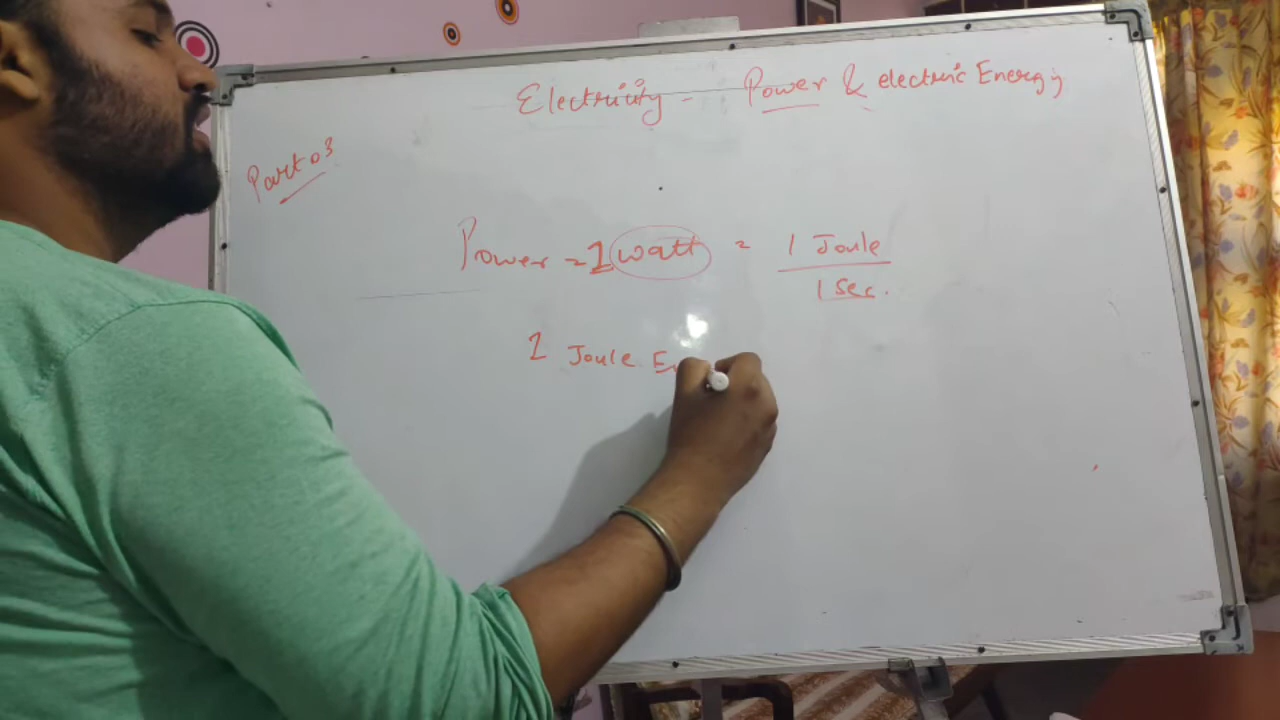 Electricity - Power & electric Energy
Part 03
Power = 1 watt = 1 Joule
1 Sec.
1 Joule